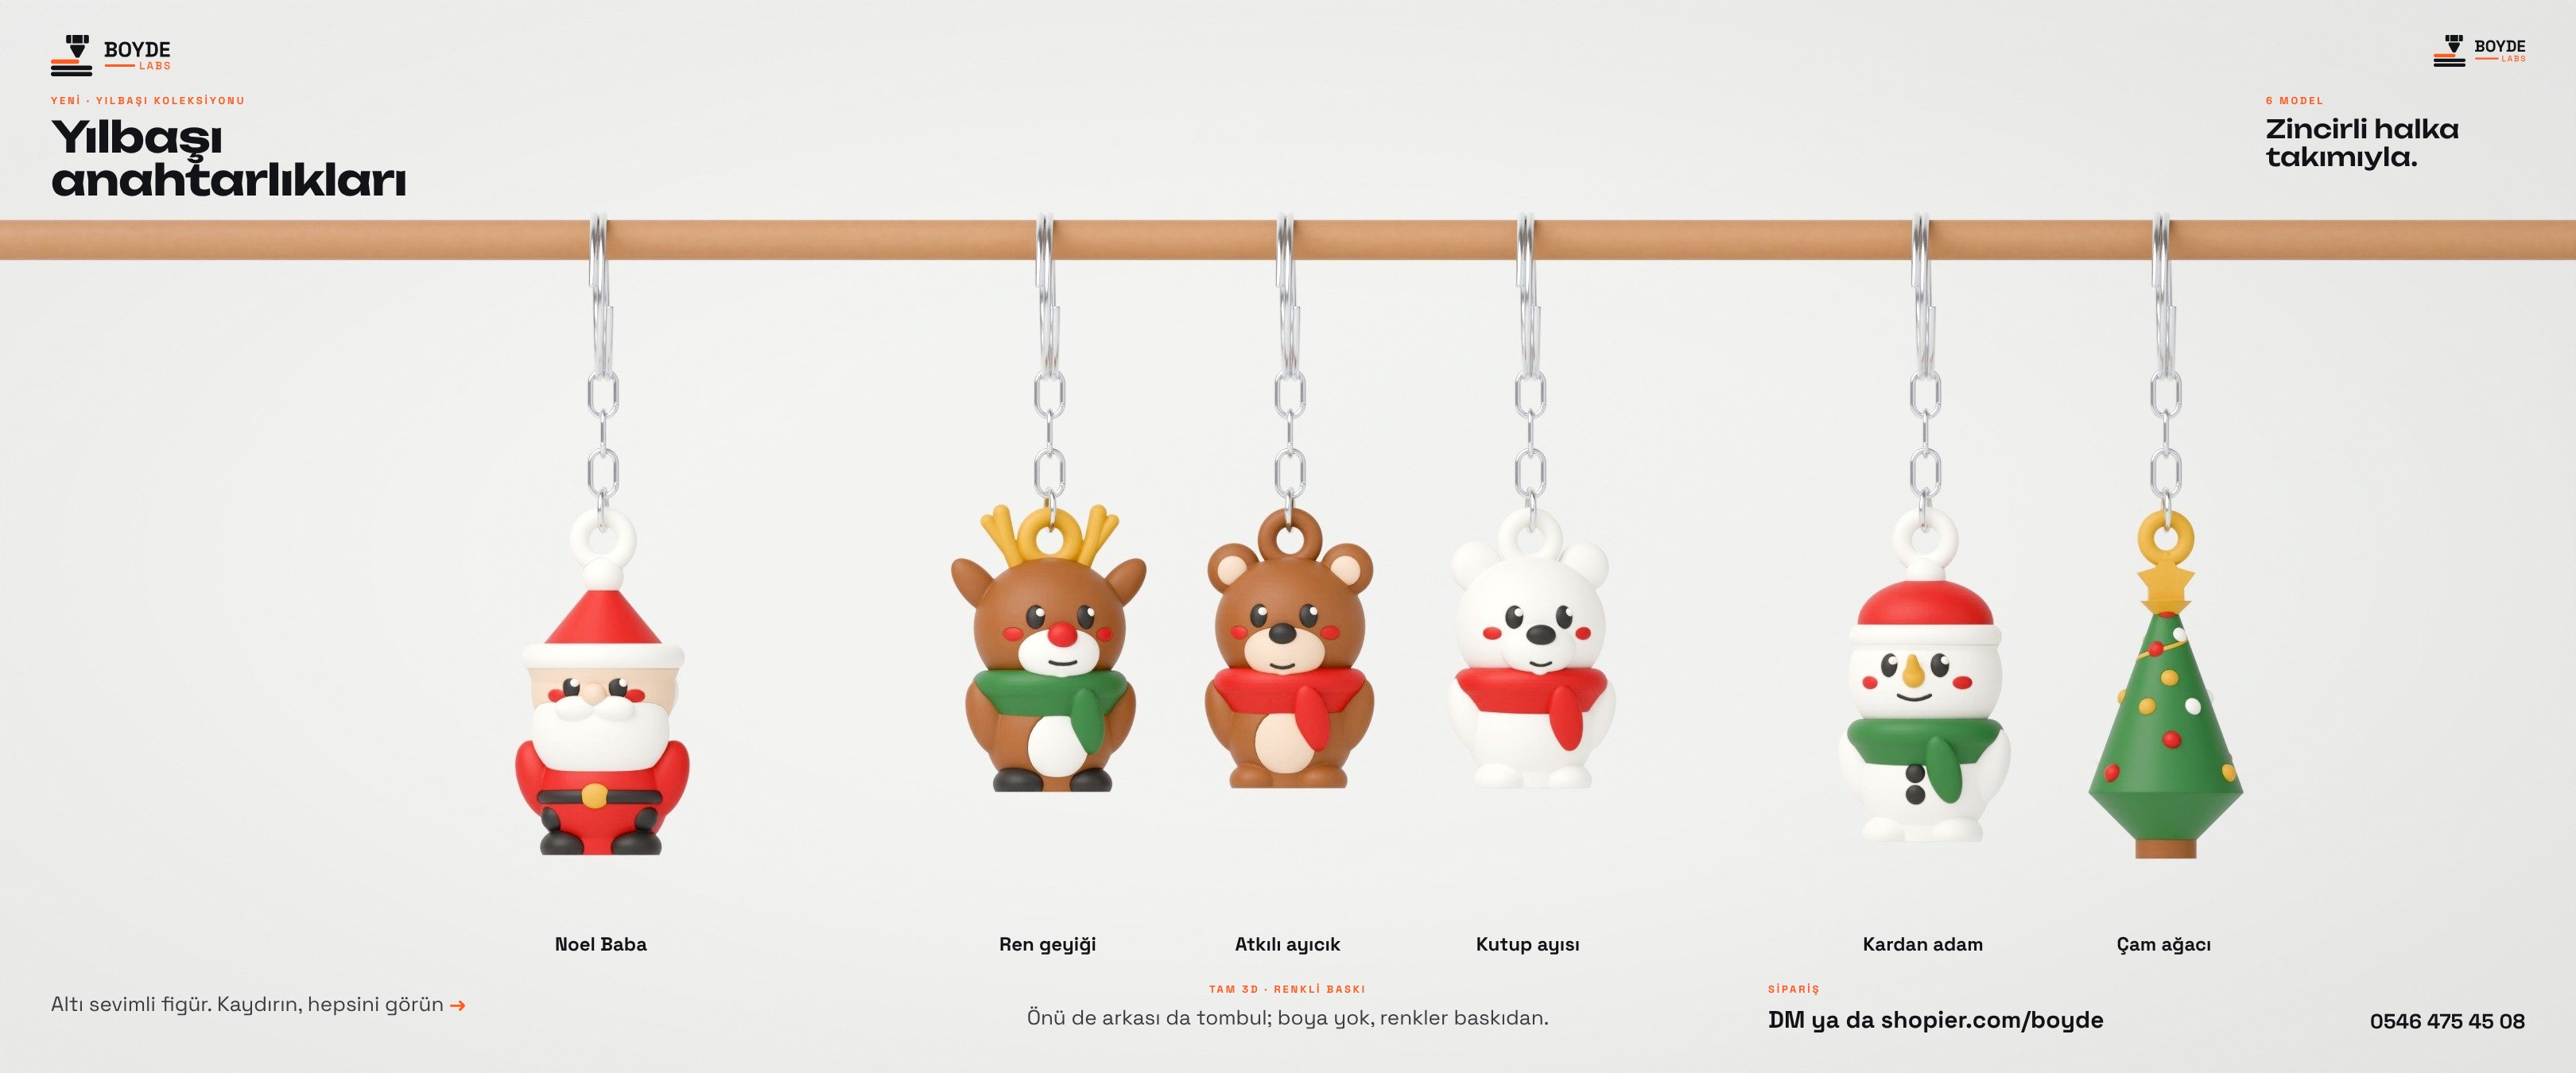 BOYDE
LABS
YENİ · YILBAŞI KOLEKSİYONU
Yılbaşı
anahtarlıkları
BOYDE
LABS
6 MODEL
Zincirli halka
takımıyla.
Noel Baba
Ren geyiği
Atkılı ayıcık
Kutup ayısı
Kardan adam
Çam ağacı
Altı sevimli figür. Kaydırın, hepsini görün →
TAM 3D · RENKLİ BASKI
Önü de arkası da tombul; boya yok, renkler baskıdan.
SİPARİŞ
DM ya da shopier.com/boyde
0546 475 45 08